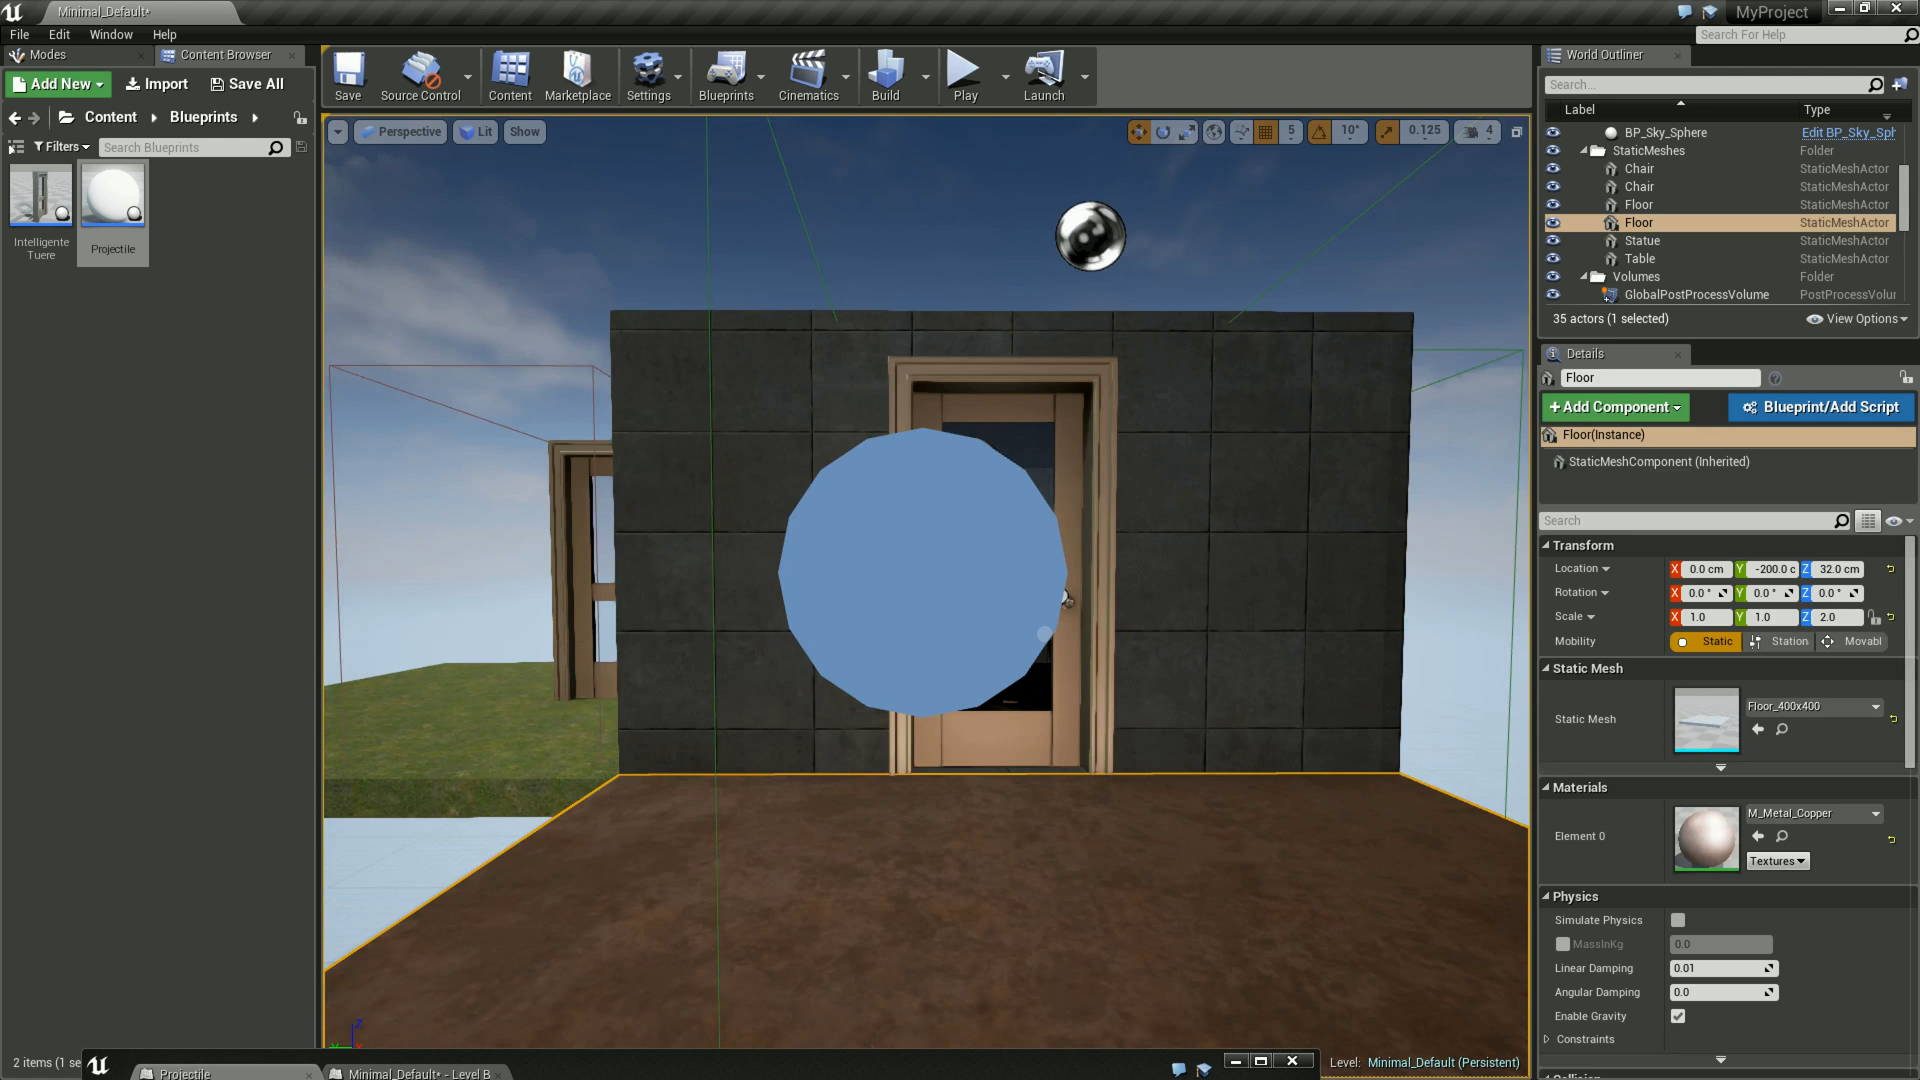 Minimal_Default*
MyProject
File Edit Window Help
Search For Help
Modes
Content Browser
Add New
Import
Save All
Content
Blueprints
Filters
Search Blueprints
Intelligente
Tuere
Projectile
2 items (1 se
Save
Source Control
Content
Marketplace
Settings
Blueprints
Cinematics
Build
Play
Launch
Perspective
Lit
Show
5
10°
0.125
4
World Outliner
Search...
Label Type
BP_Sky_Sphere Edit BP_Sky_Sph
StaticMeshes Folder
Chair StaticMeshActor
Chair StaticMeshActor
Floor StaticMeshActor
Floor StaticMeshActor
Statue StaticMeshActor
Table StaticMeshActor
Volumes Folder
GlobalPostProcessVolume PostProcessVolur
35 actors (1 selected)
View Options
Details
Floor
+Add Component
Blueprint/Add Script
Floor(Instance)
StaticMeshComponent (Inherited)
Search
Transform
Location X 0.0 cm Y -200.0 c Z 32.0 cm
Rotation X 0.0 ° Y 0.0 ° Z 0.0 °
Scale X 1.0 Y 1.0 Z 2.0
Mobility Static Station Movabl
Static Mesh
Static Mesh
Floor_400x400
Materials
Element 0
M_Metal_Copper
Textures
Physics
Simulate Physics
MassInKg 0.0
Linear Damping 0.01
Angular Damping 0.0
Enable Gravity
Constraints
Collision
Z
Projectile
Minimal_Default* - Level B
Level: Minimal_Default (Persistent)